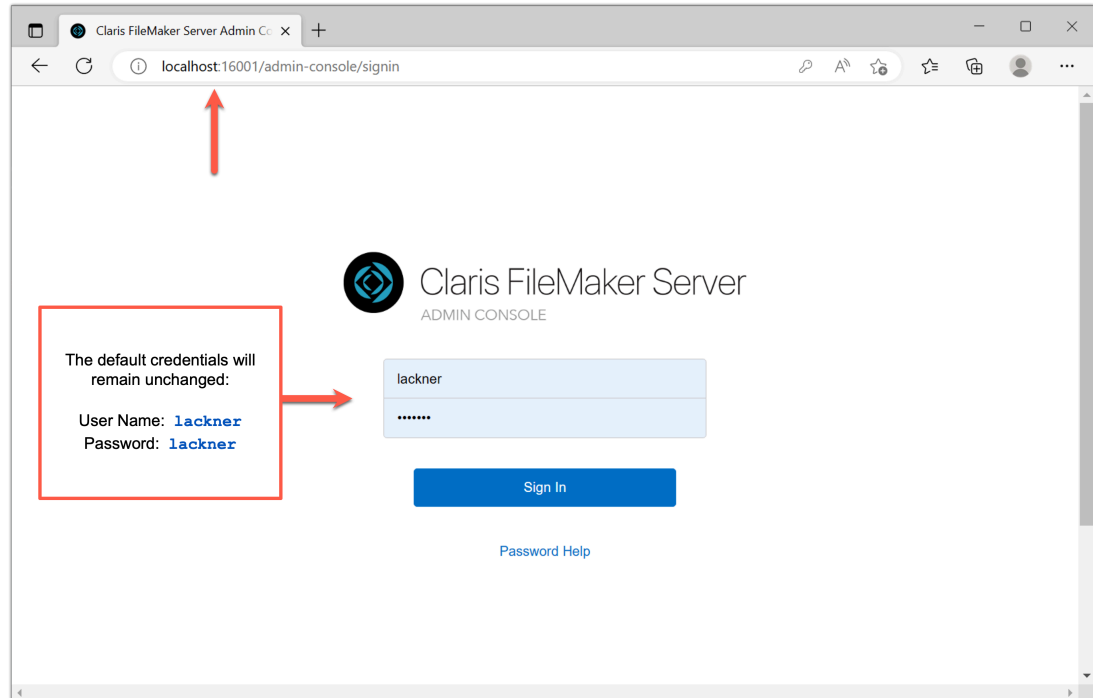 Claris FileMaker Server Admin Co
localhost:16001/admin-console/signin
Claris FileMaker Server
ADMIN CONSOLE
The default credentials will
remain unchanged:
User Name: lackner
Password: lackner
lackner
•••••••
Sign In
Password Help